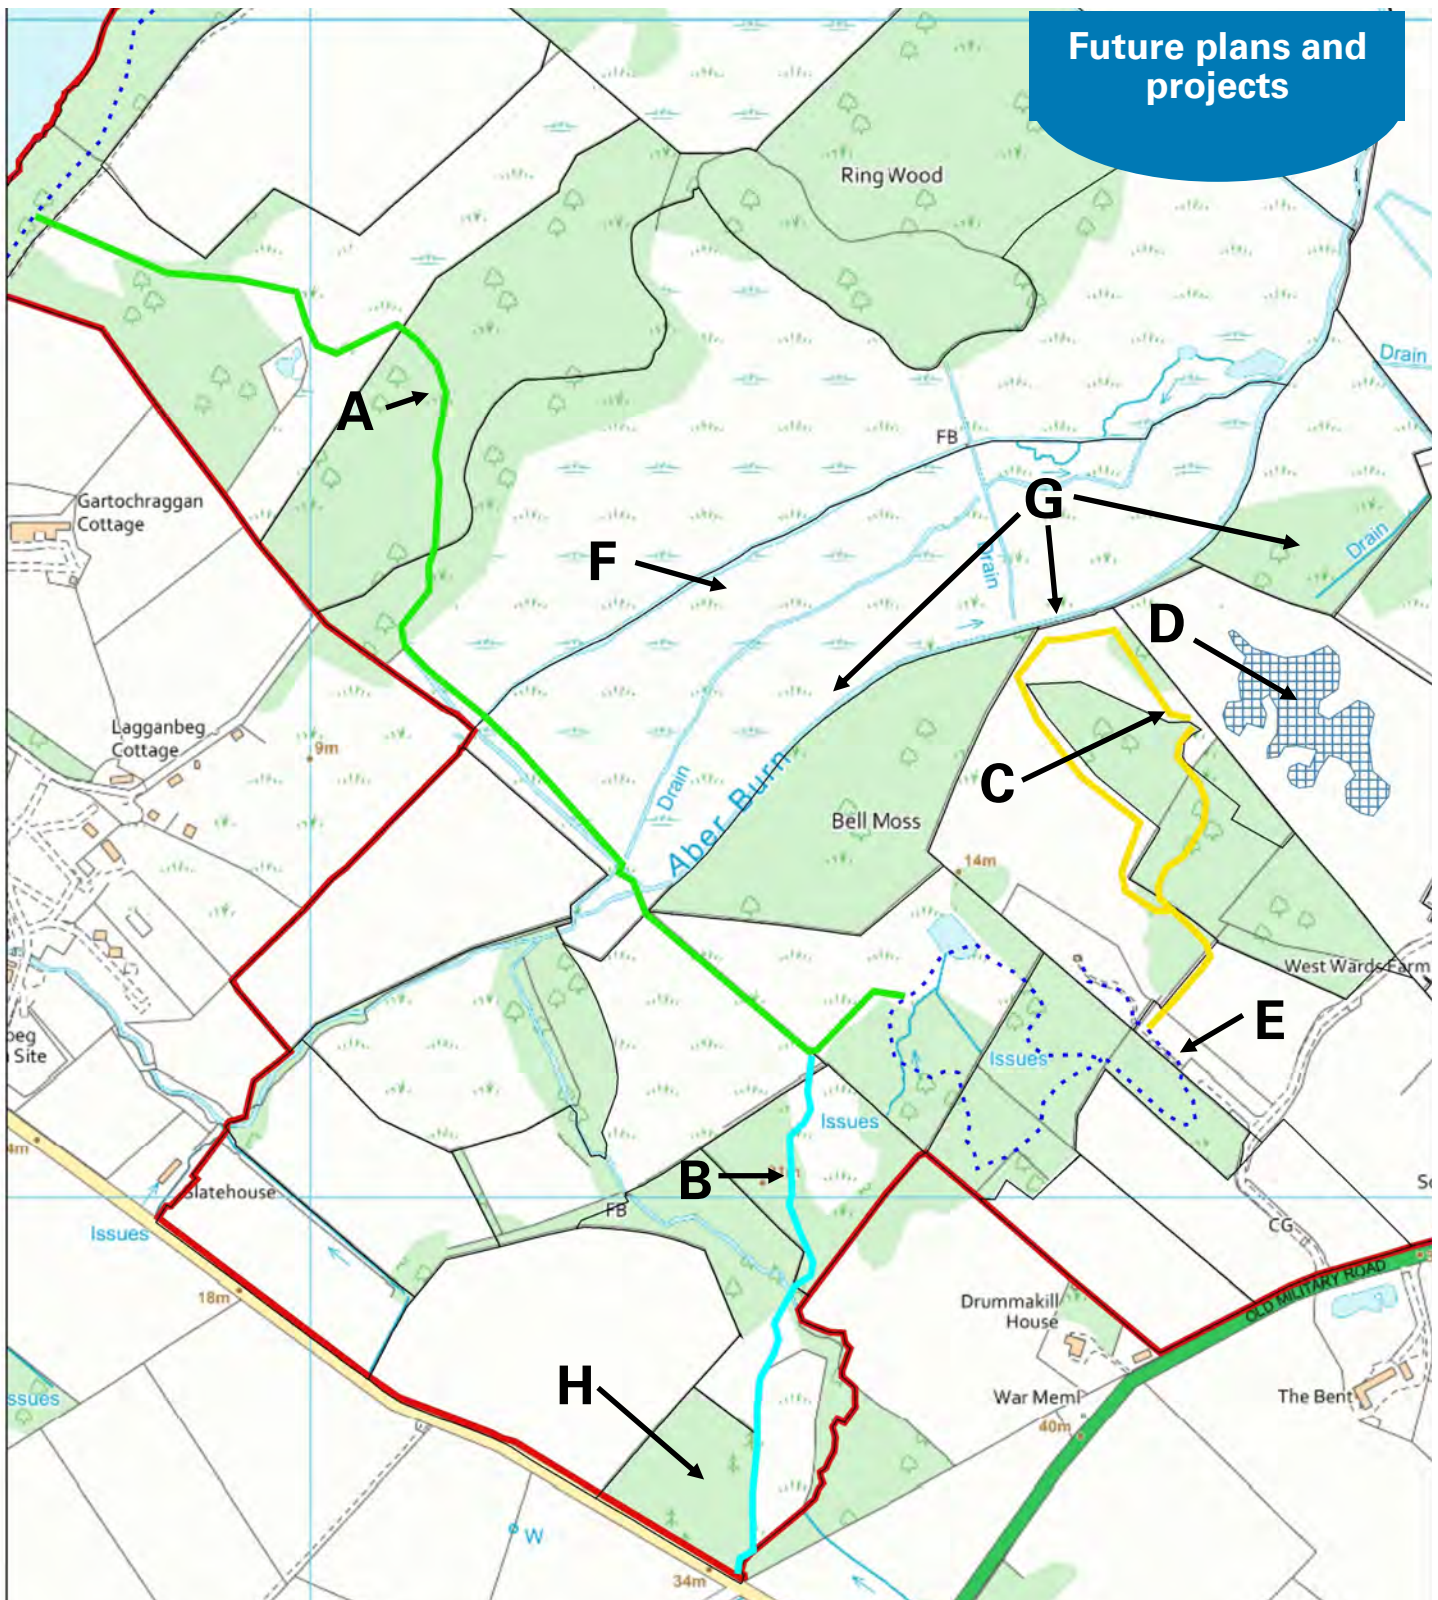 Future plans and
projects
Ring Wood
Drain
A
FB
Gartochraggan
Cottage
G
Drain
F
Drain
D
Lagganbeg
Cottage
9m
C
Drain
Aber Burn
Bell Moss
14m
West Wards Farm
beg
Site
E
Issues
Issues
4m
B
Slatehouse
FB
Issues
CG
OLD MILITARY ROAD
18m
Drummakill
House
H
War Meml
The Bent
ssues
40m
W
34m